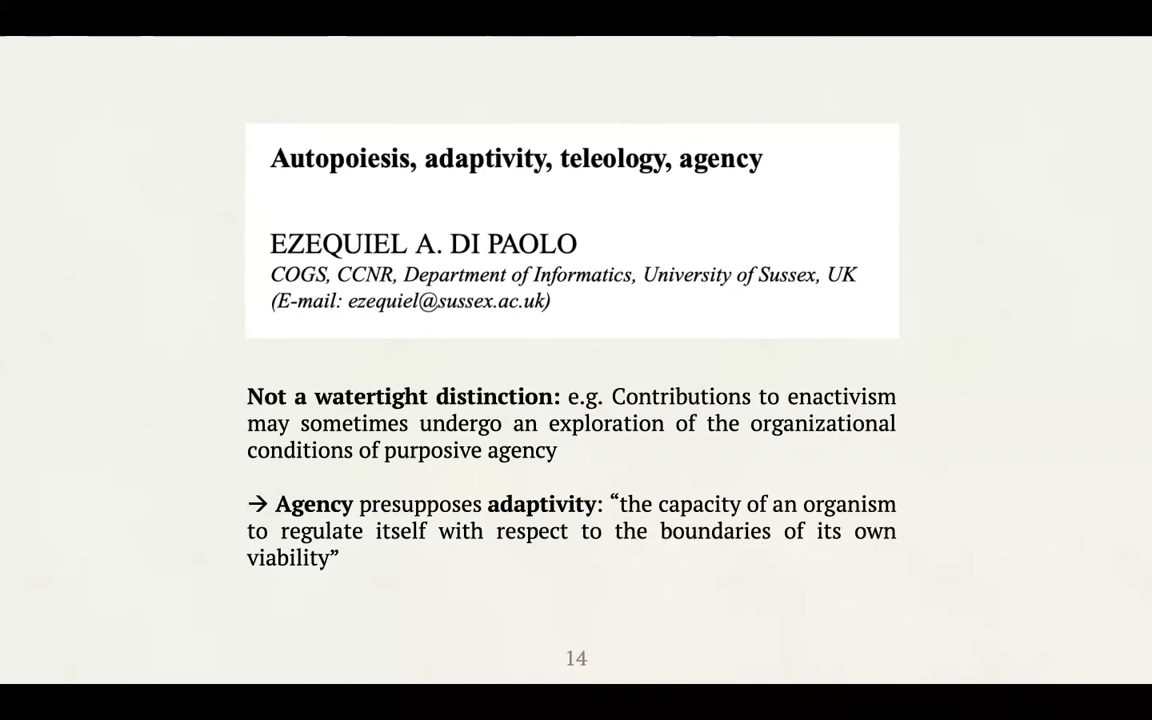 Autopoiesis, adaptivity, teleology, agency
EZEQUIEL A. DI PAOLO
COGS, CCNR, Department of Informatics, University of Sussex, UK
(E-mail: ezequiel@sussex.ac.uk)
Not a watertight distinction: e.g. Contributions to enactivism
may sometimes undergo an exploration of the organizational
conditions of purposive agency
→ Agency presupposes adaptivity: “the capacity of an organism
to regulate itself with respect to the boundaries of its own
viability”
14